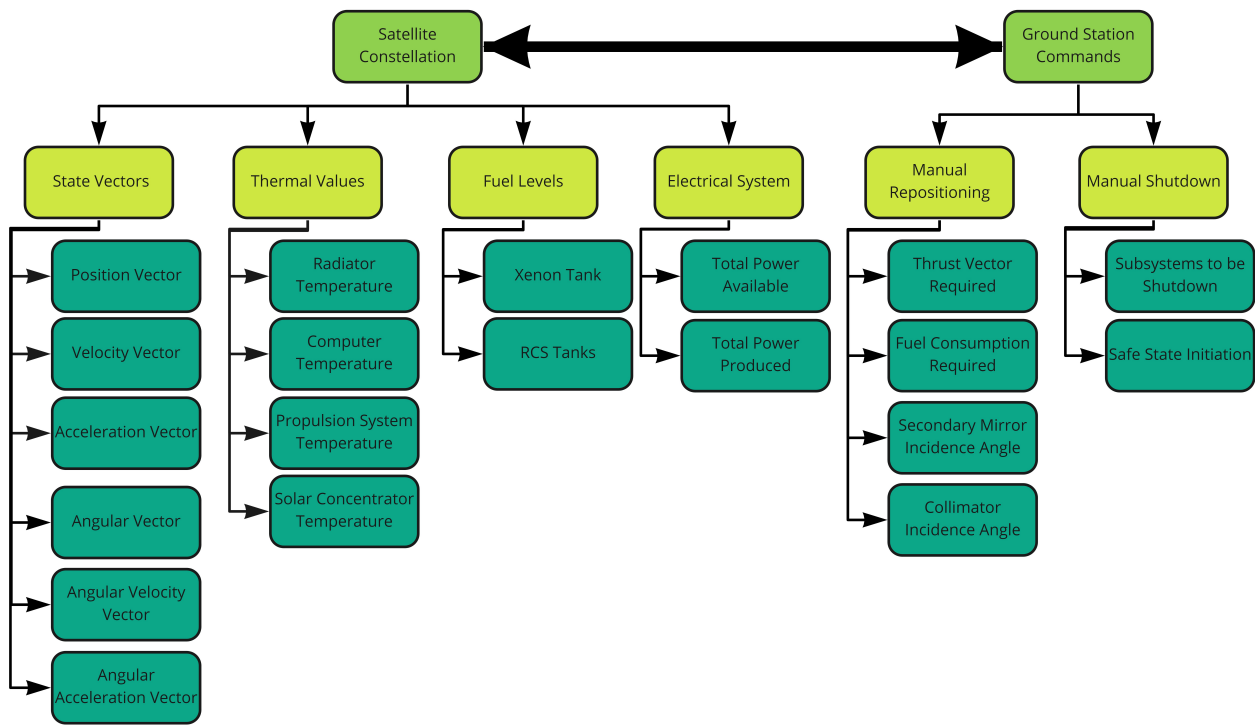 Satellite
Constellation
Ground Station
Commands
State Vectors
Thermal Values
Fuel Levels
Electrical System
Manual
Repositioning
Manual Shutdown
Position Vector
Velocity Vector
Acceleration Vector
Angular Vector
Angular Velocity
Vector
Angular
Acceleration Vector
Radiator
Temperature
Computer
Temperature
Propulsion System
Temperature
Solar Concentrator
Temperature
Xenon Tank
RCS Tanks
Total Power
Available
Total Power
Produced
Thrust Vector
Required
Fuel Consumption
Required
Secondary Mirror
Incidence Angle
Collimator
Incidence Angle
Subsystems to be
Shutdown
Safe State Initiation